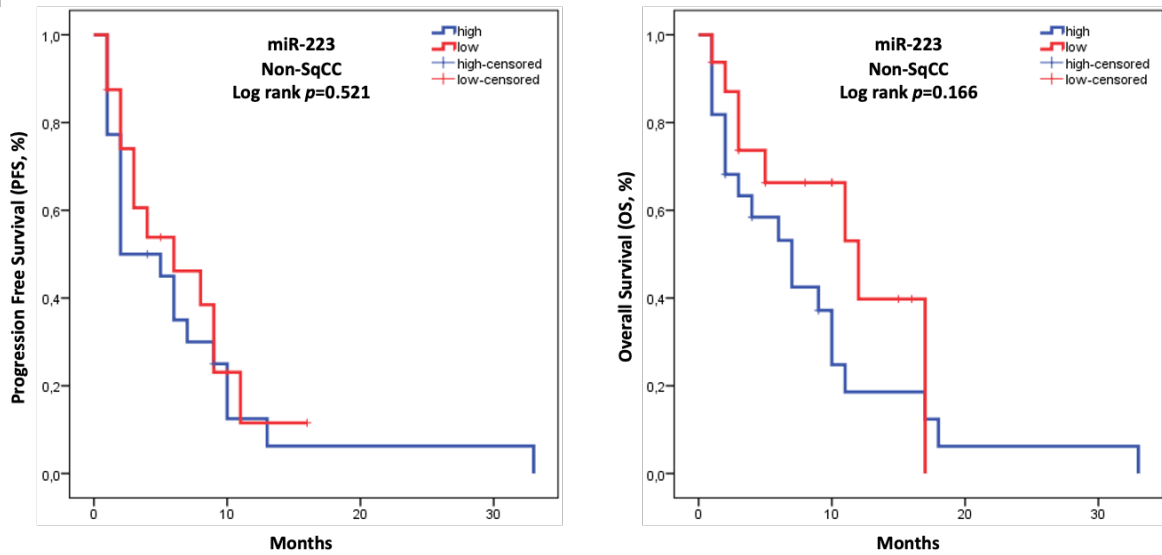 miR-223
Non-SqCC
Log rank p=0.521
high
low
high-censored
low-censored
Progression Free Survival (PFS, %)
1,0
0,8
0,6
0,4
0,2
0,0
0 10 20 30
Months
miR-223
Non-SqCC
Log rank p=0.166
high
low
high-censored
low-censored
Overall Survival (OS, %)
1,0
0,8
0,6
0,4
0,2
0,0
0 10 20 30
Months